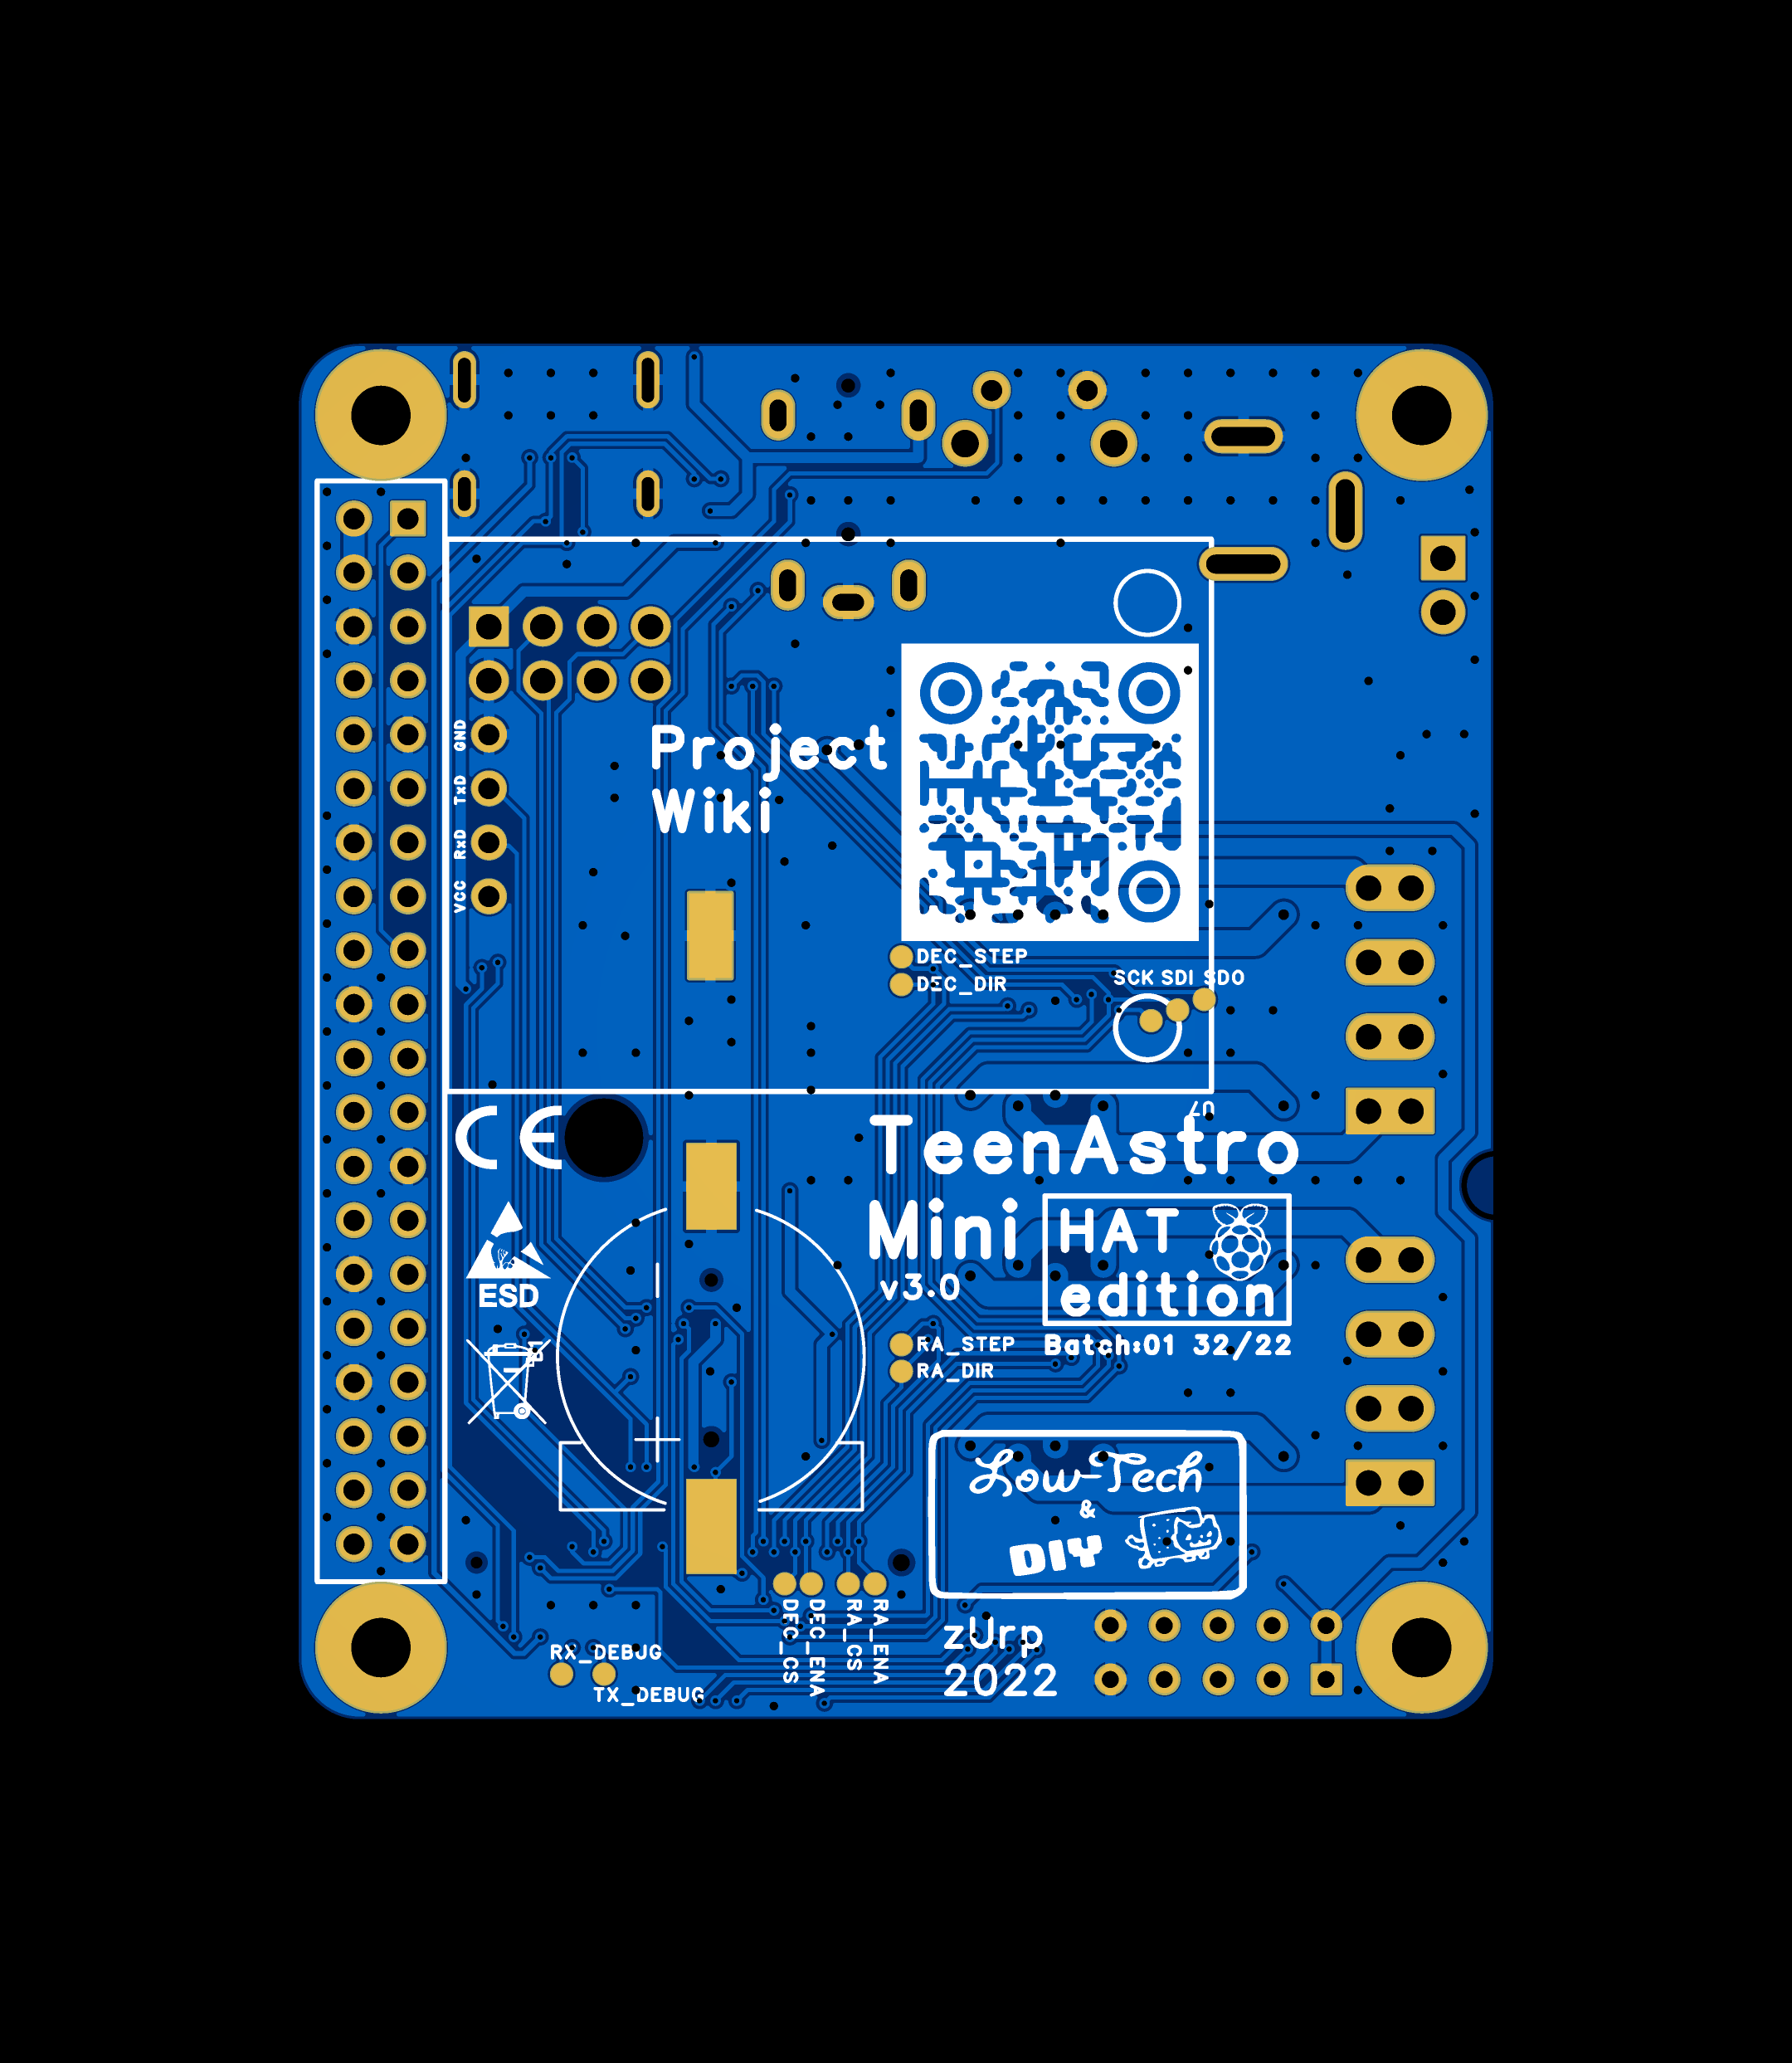 GND
TxD
RxD
VCC
Project
Wiki
DEC_STEP
DEC_DIR
SCK SDI SDO
U7
CE
TeenAstro
Mini
v3.0
HAT
edition
Batch:01 32/22
ESD
RA_STEP
RA_DIR
Low-Tech
&
DIY
DEC_CS
DEC_ENA
RA_CS
RA_ENA
zUrp
2022
RX_DEBUG
TX_DEBUG